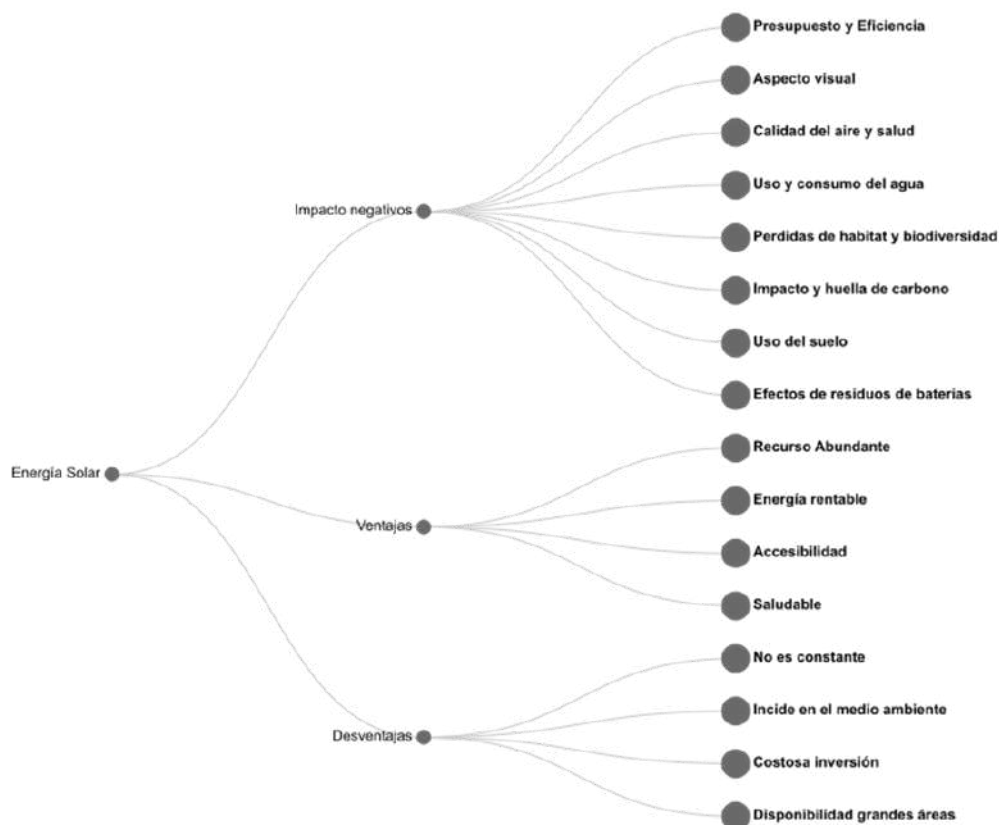 Presupuesto y Eficiencia
Aspecto visual
Calidad del aire y salud
Uso y consumo del agua
Impacto negativos
Perdidas de habitat y biodiversidad
Impacto y huella de carbono
Uso del suelo
Efectos de residuos de baterias
Recurso Abundante
Energía Solar
Energía rentable
Ventajas
Accesibilidad
Saludable
No es constante
Incide en el medio ambiente
Desventajas
Costosa inversión
Disponibilidad grandes áreas